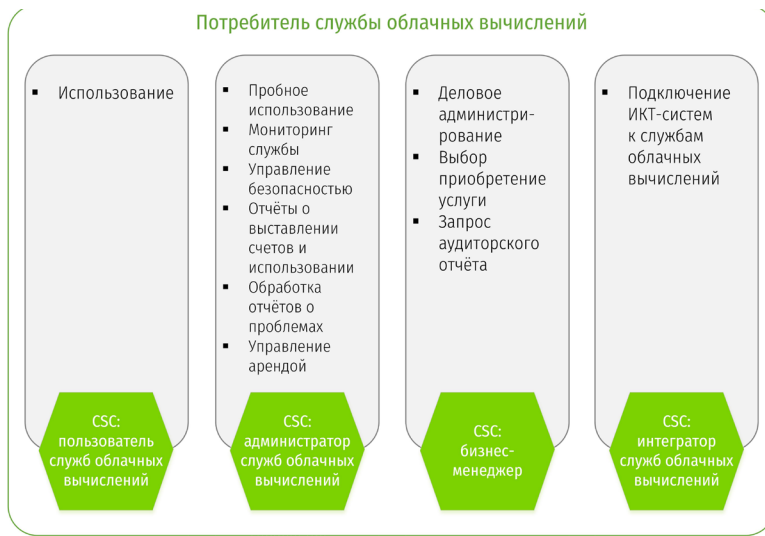 Потребитель службы облачных вычислений
▪ Использование
▪ Пробное
использование
▪ Мониторинг
службы
▪ Управление
безопасностью
▪ Отчёты о
выставлении
счетов и
использовании
▪ Обработка
отчётов о
проблемах
▪ Управление
арендой
▪ Деловое
администри-
рование
▪ Выбор
приобретение
услуги
▪ Запрос
аудиторского
отчёта
▪ Подключение
ИКТ-систем
к службам
облачных
вычислений
CSC:
пользователь
служб облачных
вычислений
CSC:
администратор
служб облачных
вычислений
CSC:
бизнес-
менеджер
CSC:
интегратор
служб облачных
вычислений